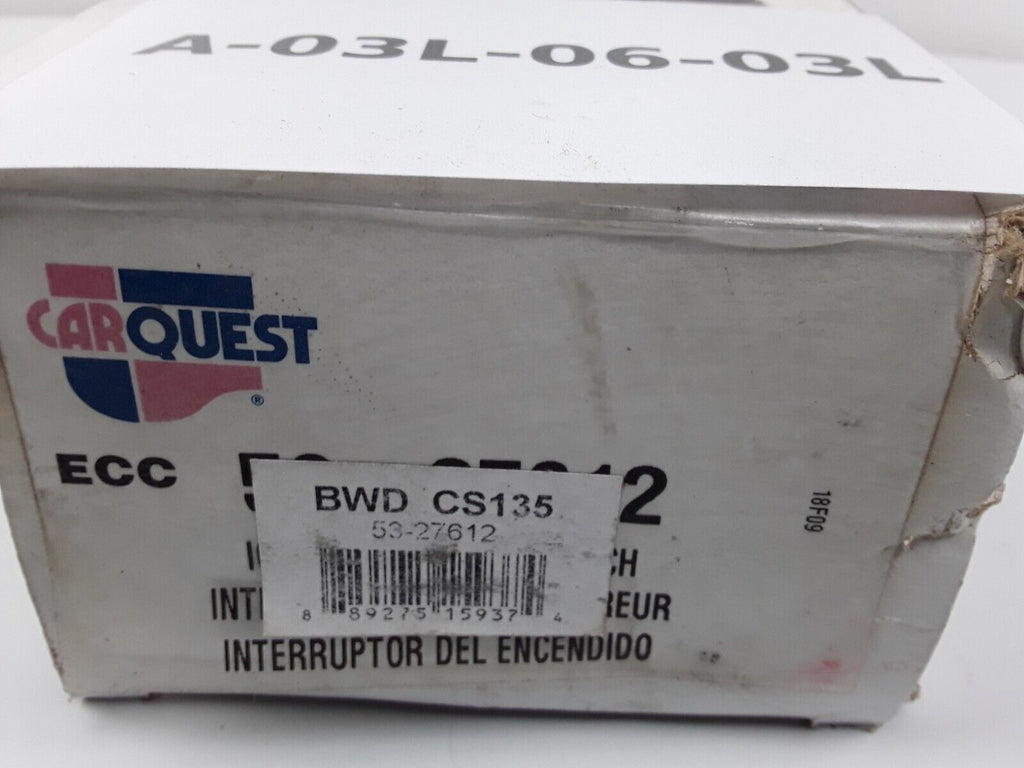 A-03L-06-03L
CARQUEST
®
ECC
BWD CS135
53-27612
8 89275 15937 4
INTERRUPTOR DEL ENCENDIDO
18F09